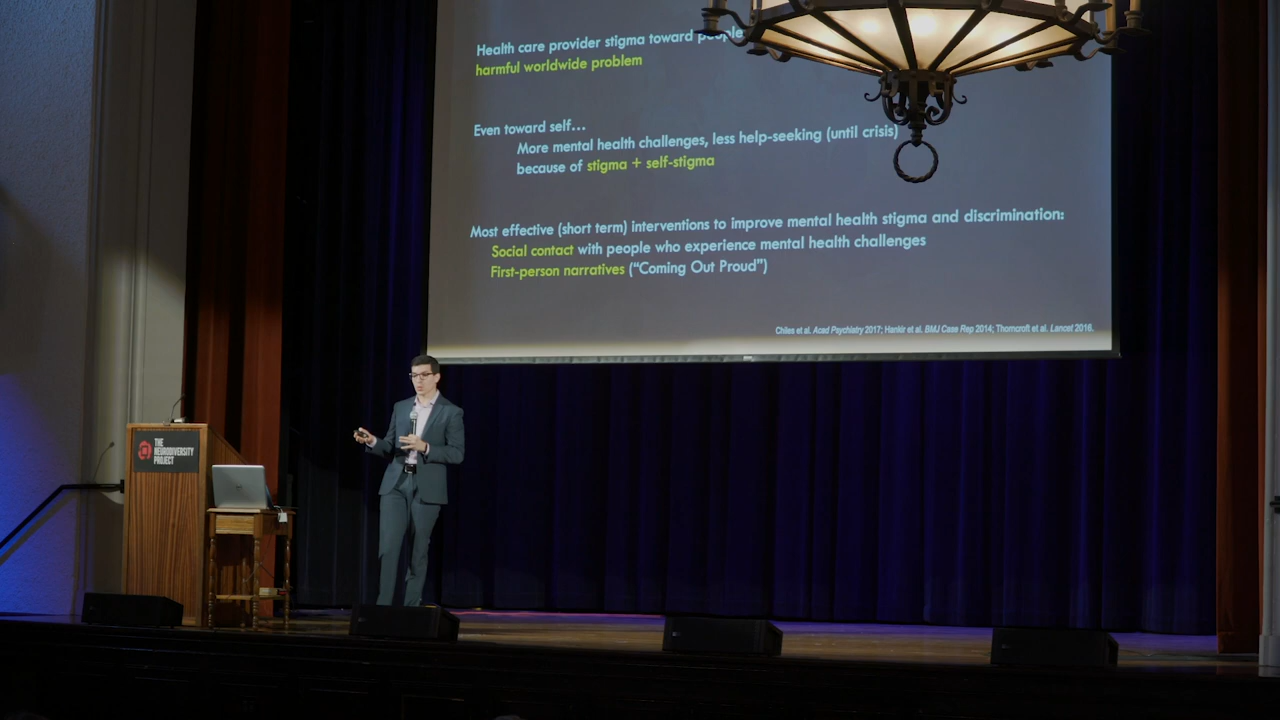 Health care provider stigma toward people
harmful worldwide problem
Even toward self…
More mental health challenges, less help-seeking (until crisis)
because of stigma + self-stigma
Most effective (short term) interventions to improve mental health stigma and discrimination:
Social contact with people who experience mental health challenges
First-person narratives (“Coming Out Proud”)
Chiles et al. Acad Psychiatry 2017; Hankir et al. BMJ Case Rep 2014; Thorncroft et al. Lancet 2016.
THE
NEURODIVERSITY
PROJECT